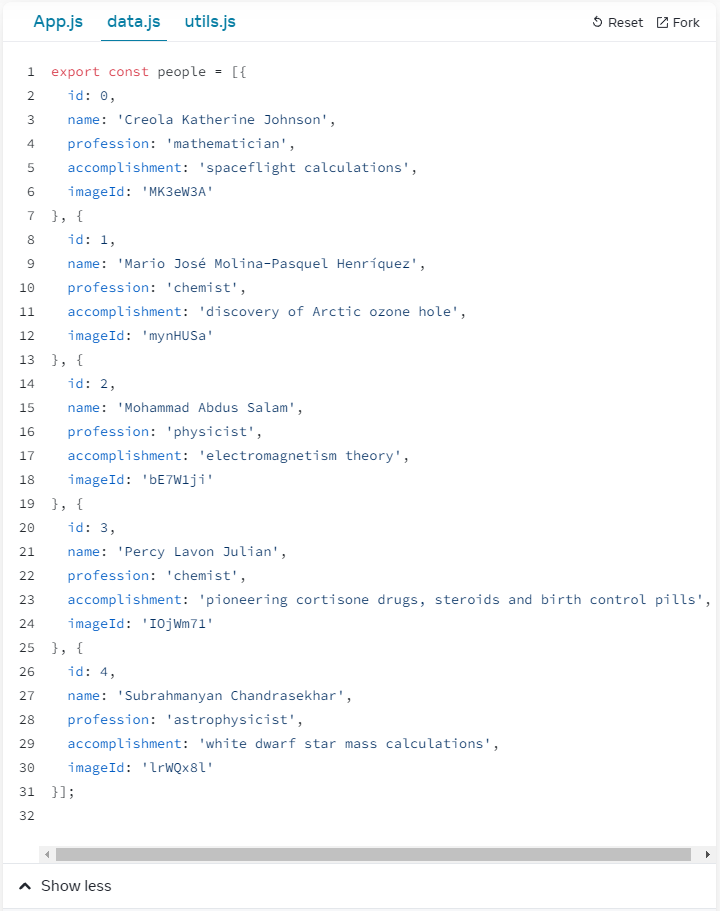 App.js data.js utils.js Reset Fork
1 export const people = [{
2   id: 0,
3   name: 'Creola Katherine Johnson',
4   profession: 'mathematician',
5   accomplishment: 'spaceflight calculations',
6   imageId: 'MK3eW3A'
7 }, {
8   id: 1,
9   name: 'Mario José Molina-Pasquel Henríquez',
10   profession: 'chemist',
11   accomplishment: 'discovery of Arctic ozone hole',
12   imageId: 'mynHUSa'
13 }, {
14   id: 2,
15   name: 'Mohammad Abdus Salam',
16   profession: 'physicist',
17   accomplishment: 'electromagnetism theory',
18   imageId: 'bE7W1ji'
19 }, {
20   id: 3,
21   name: 'Percy Lavon Julian',
22   profession: 'chemist',
23   accomplishment: 'pioneering cortisone drugs, steroids and birth control pills',
24   imageId: 'IOjWm71'
25 }, {
26   id: 4,
27   name: 'Subrahmanyan Chandrasekhar',
28   profession: 'astrophysicist',
29   accomplishment: 'white dwarf star mass calculations',
30   imageId: 'lrWQx8l'
31 }];
32
Show less